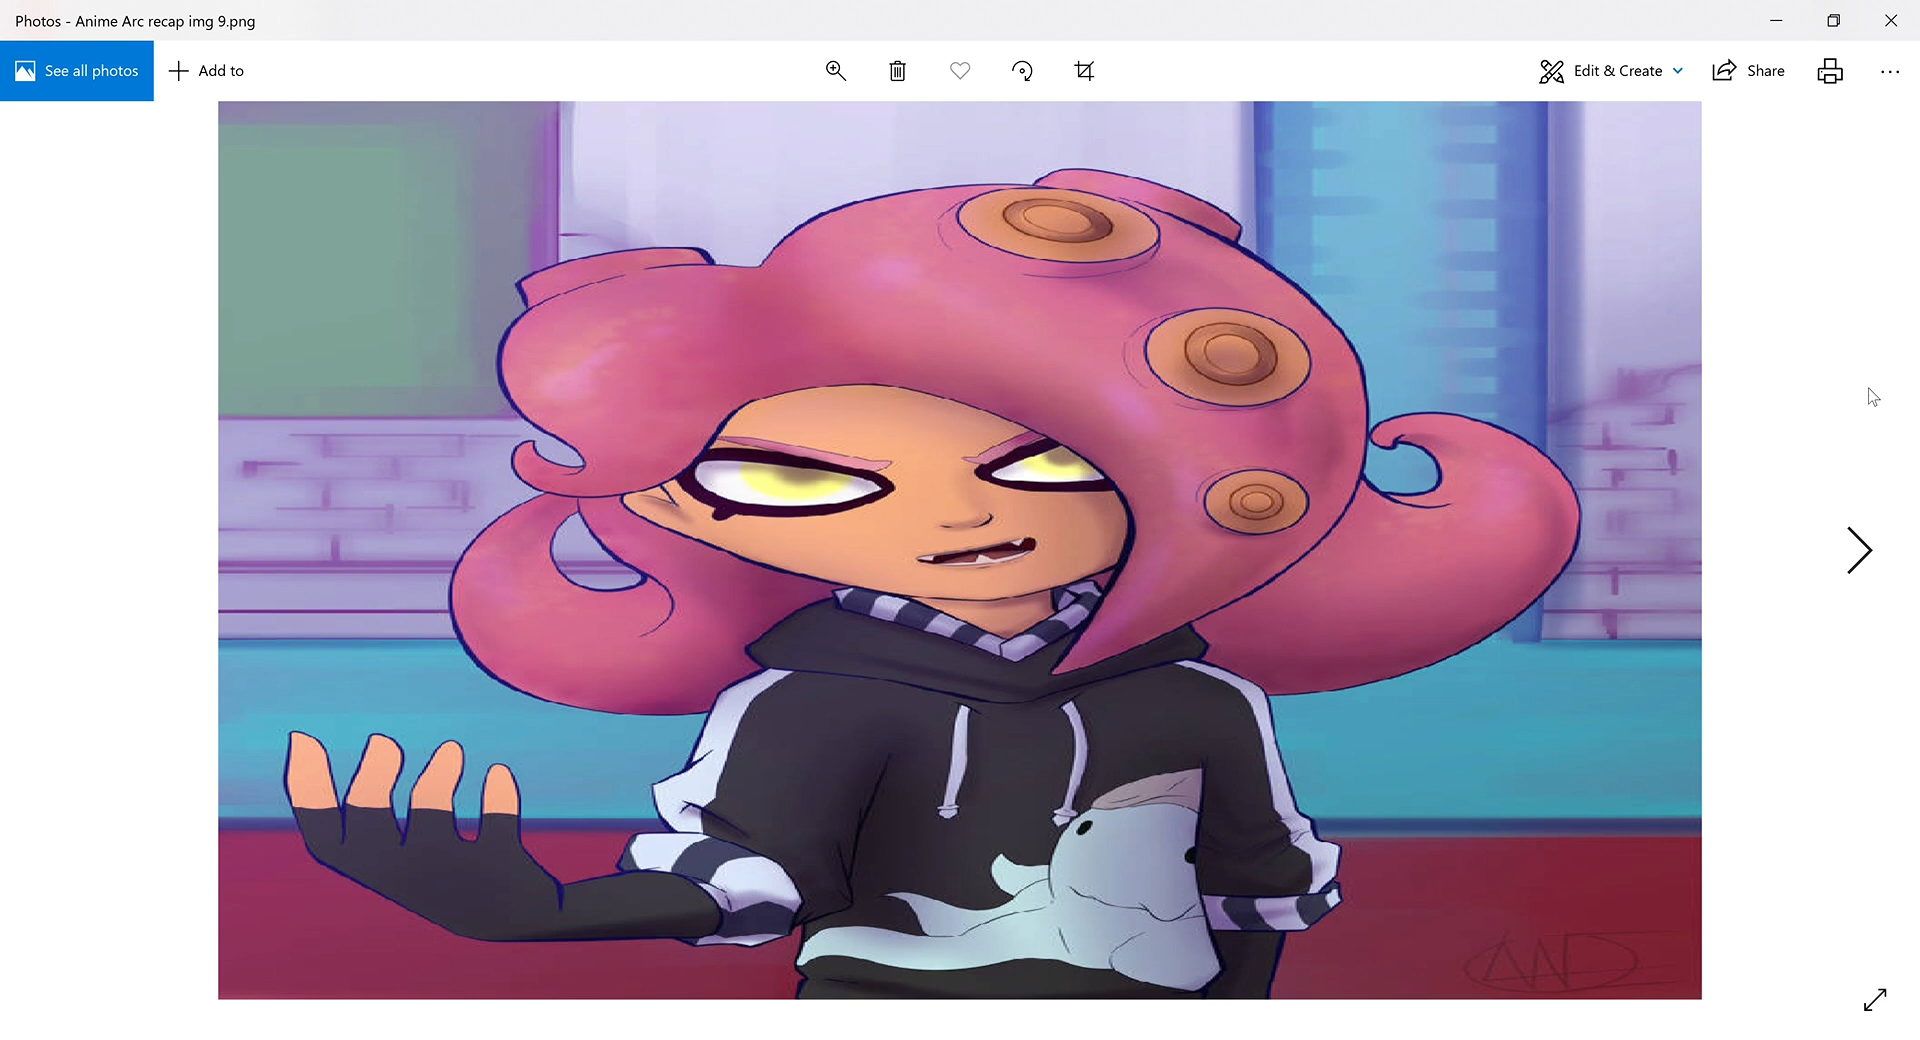 Photos - Anime Arc recap img 9.png
See all photos
Add to
Edit & Create
Share